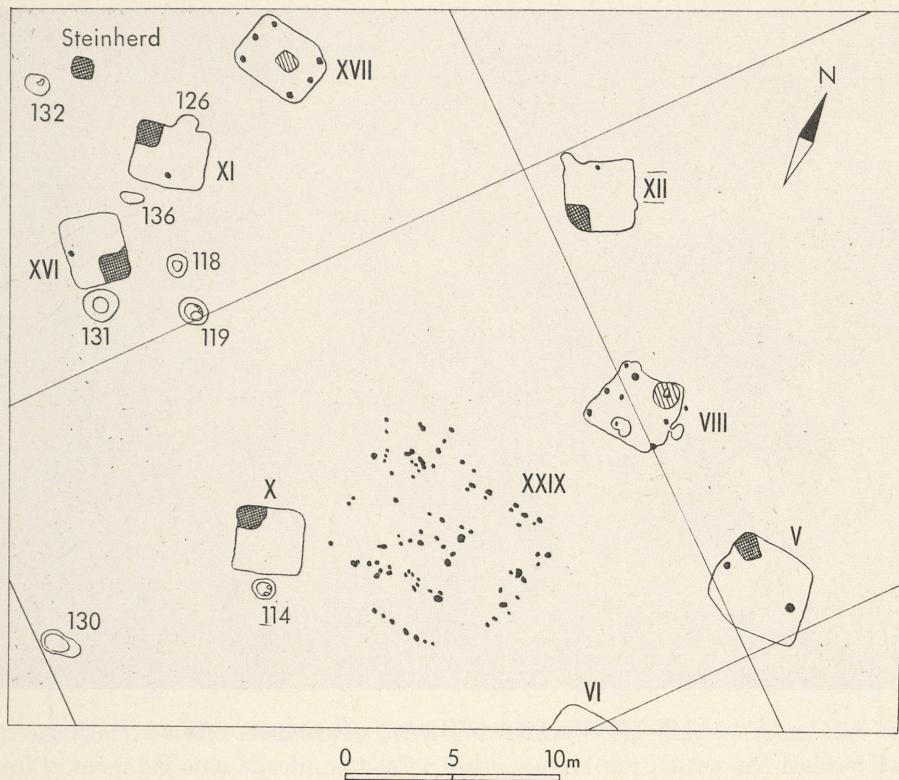 Steinherd
XVII
N
132
126
XI
XII
136
XVI
118
131
119
VIII
X
XXIX
V
114
130
VI
0 5 10m